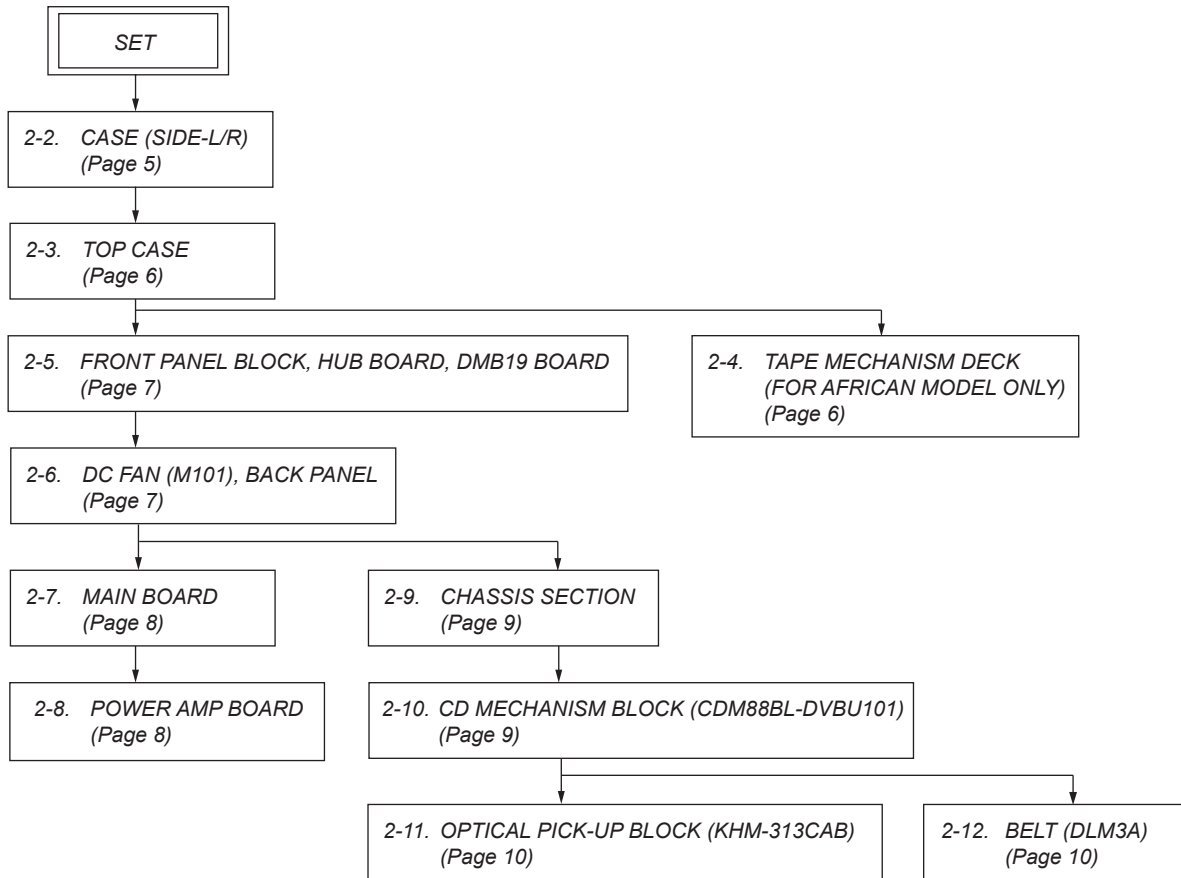 SET
2-2. CASE (SIDE-L/R)
(Page 5)
2-3. TOP CASE
(Page 6)
2-5. FRONT PANEL BLOCK, HUB BOARD, DMB19 BOARD
(Page 7)
2-4. TAPE MECHANISM DECK
(FOR AFRICAN MODEL ONLY)
(Page 6)
2-6. DC FAN (M101), BACK PANEL
(Page 7)
2-7. MAIN BOARD
(Page 8)
2-9. CHASSIS SECTION
(Page 9)
2-8. POWER AMP BOARD
(Page 8)
2-10. CD MECHANISM BLOCK (CDM88BL-DVBU101)
(Page 9)
2-11. OPTICAL PICK-UP BLOCK (KHM-313CAB)
(Page 10)
2-12. BELT (DLM3A)
(Page 10)